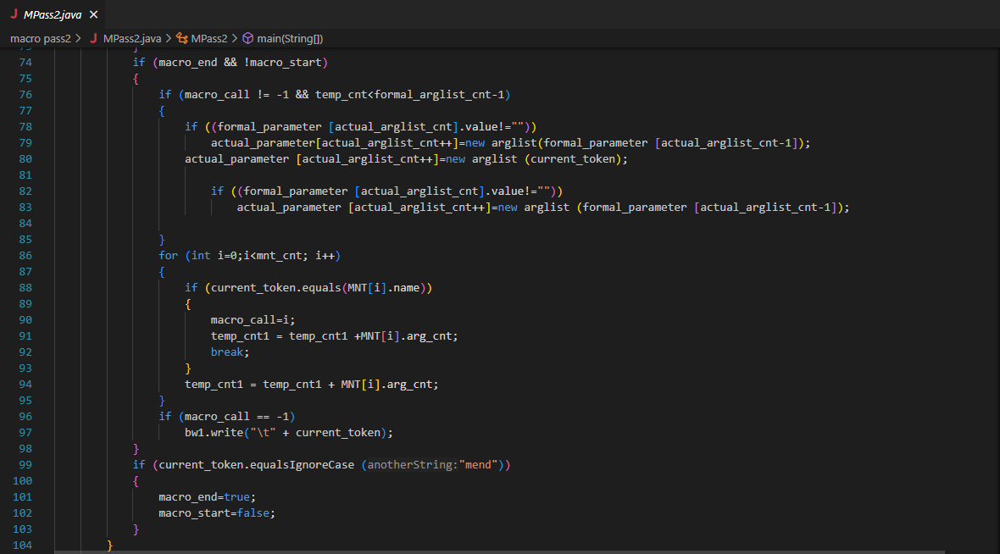 J MPass2.java ×
macro pass2 > J MPass2.java > MPass2 > main(String[])
73 }
74 if (macro_end && !macro_start)
75 {
76 if (macro_call != -1 && temp_cnt<formal_arglist_cnt-1)
77 {
78 if ((formal_parameter [actual_arglist_cnt].value!=""))
79 actual_parameter[actual_arglist_cnt++]=new arglist(formal_parameter [actual_arglist_cnt-1]);
80 actual_parameter [actual_arglist_cnt++]=new arglist (current_token);
81
82 if ((formal_parameter [actual_arglist_cnt].value!=""))
83 actual_parameter [actual_arglist_cnt++]=new arglist (formal_parameter [actual_arglist_cnt-1]);
84
85 }
86 for (int i=0;i<mnt_cnt; i++)
87 {
88 if (current_token.equals(MNT[i].name))
89 {
90 macro_call=i;
91 temp_cnt1 = temp_cnt1 +MNT[i].arg_cnt;
92 break;
93 }
94 temp_cnt1 = temp_cnt1 + MNT[i].arg_cnt;
95 }
96 if (macro_call == -1)
97 bw1.write("\t" + current_token);
98 }
99 if (current_token.equalsIgnoreCase (anotherString:"mend"))
100 {
101 macro_end=true;
102 macro_start=false;
103 }
104 }